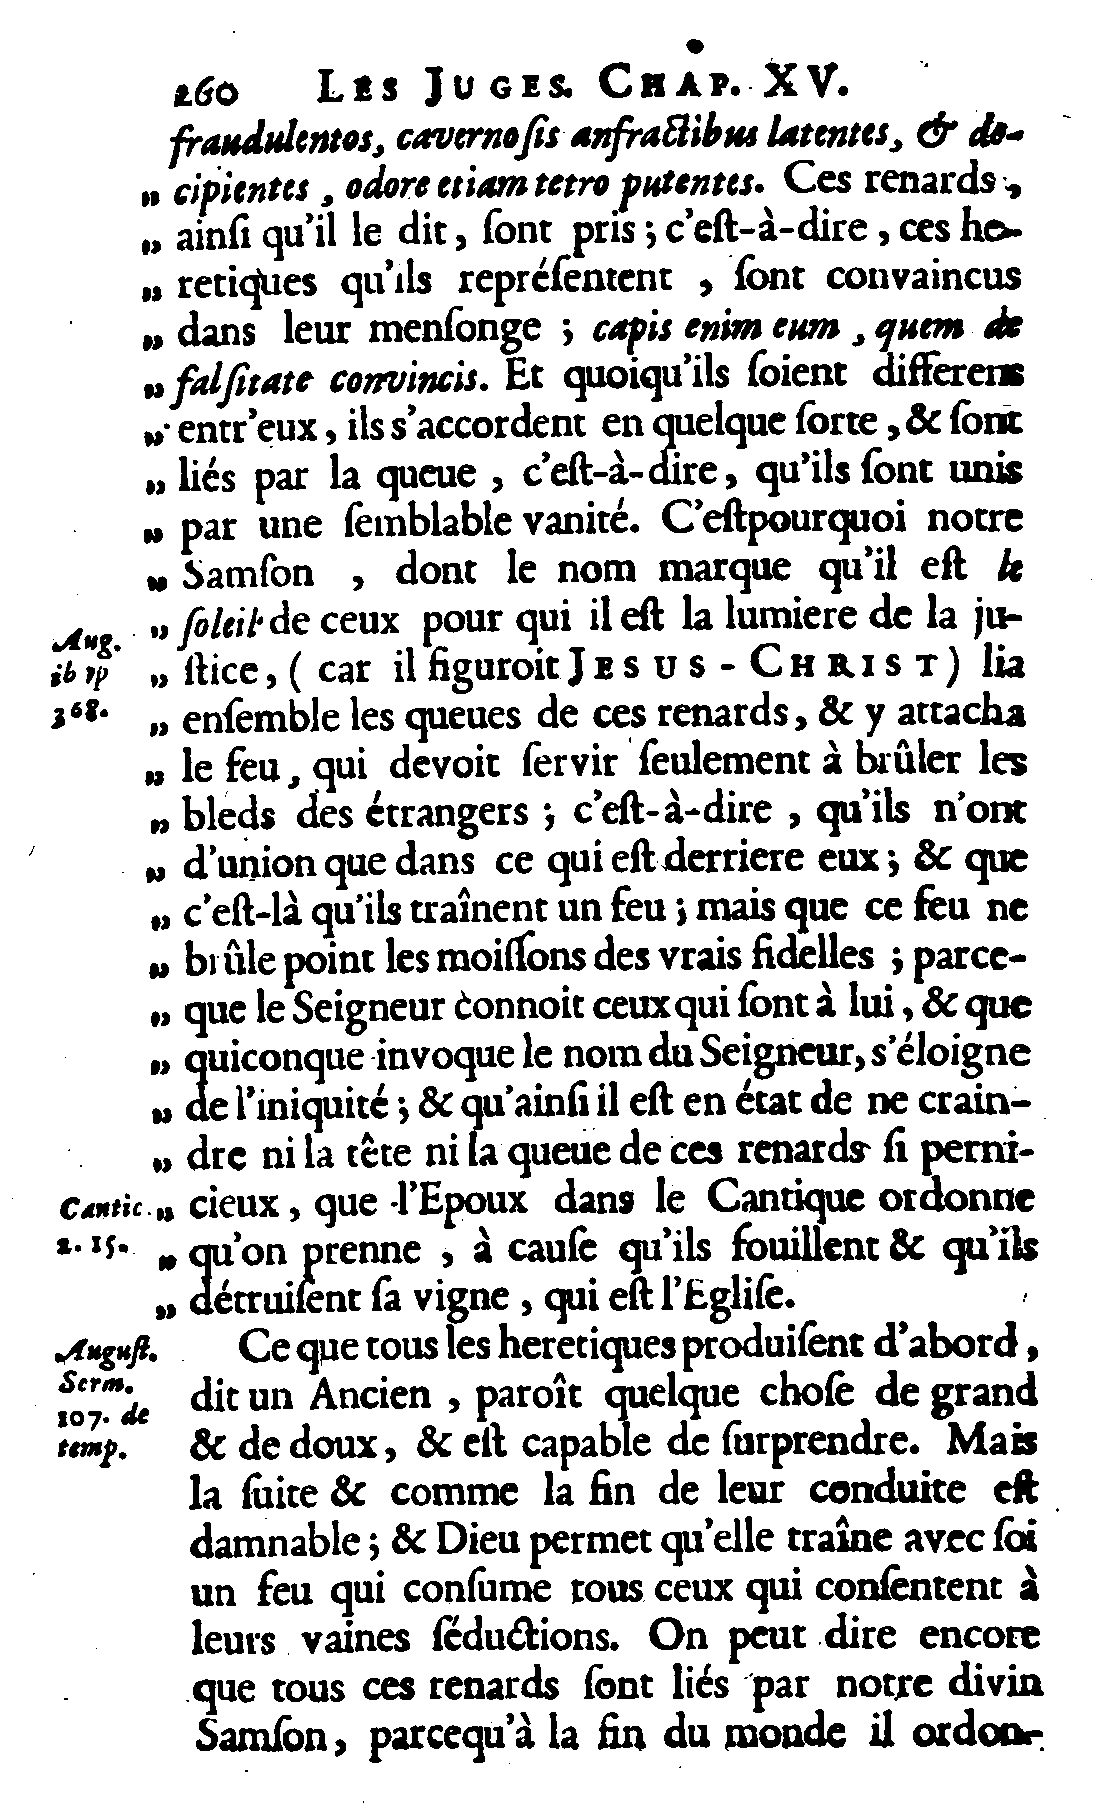 260 LES JUGES. CHAP. XV.
fraudulentos, cavernosis anfractibus latentes, & de-
„ cipientes, odore etiam tetro putentes. Ces renards,
„ ainſi qu'il le dit, ſont pris ; c'eſt-à-dire, ces he-
„ retiques qu'ils repréſentent, ſont convaincus
„ dans leur menſonge ; capis enim eum, quem de
„ falſitate convincis. Et quoiqu'ils ſoient differens
„ entr'eux, ils s'accordent en quelque ſorte, & ſont
„ liés par la queue, c'eſt-à-dire, qu'ils ſont unis
„ par une ſemblable vanité. C'eſtpourquoi notre
„ Samſon, dont le nom marque qu'il eſt le
„ ſoleil de ceux pour qui il eſt la lumiere de la ju-
Aug.
„ ſtice, ( car il figuroit JESUS-CHRIST) lia
ib 1p
„ enſemble les queues de ces renards, & y attacha
368.
„ le feu, qui devoit ſervir ſeulement à brûler les
„ bleds des étrangers ; c'eſt-à-dire, qu'ils n'ont
„ d'union que dans ce qui eſt derriere eux ; & que
„ c'eſt-là qu'ils traînent un feu ; mais que ce feu ne
„ brûle point les moiſſons des vrais fidelles ; parce-
„ que le Seigneur connoit ceux qui ſont à lui, & que
„ quiconque invoque le nom du Seigneur, s'éloigne
„ de l'iniquité ; & qu'ainſi il eſt en état de ne crain-
„ dre ni la tête ni la queue de ces renards ſi perni-
Cantic.
„ cieux, que l'Epoux dans le Cantique ordonne
2. 15.
„ qu'on prenne, à cauſe qu'ils fouillent & qu'ils
„ détruiſent ſa vigne, qui eſt l'Egliſe.
Auguſt.
Serm.
107. de
temp.
Ce que tous les heretiques produiſent d'abord,
dit un Ancien, paroît quelque choſe de grand
& de doux, & eſt capable de ſurprendre. Mais
la ſuite & comme la fin de leur conduite eſt
damnable ; & Dieu permet qu'elle traîne avec ſoi
un feu qui conſume tous ceux qui conſentent à
leurs vaines ſéductions. On peut dire encore
que tous ces renards ſont liés par notre divin
Samſon, parcequ'à la fin du monde il ordon-